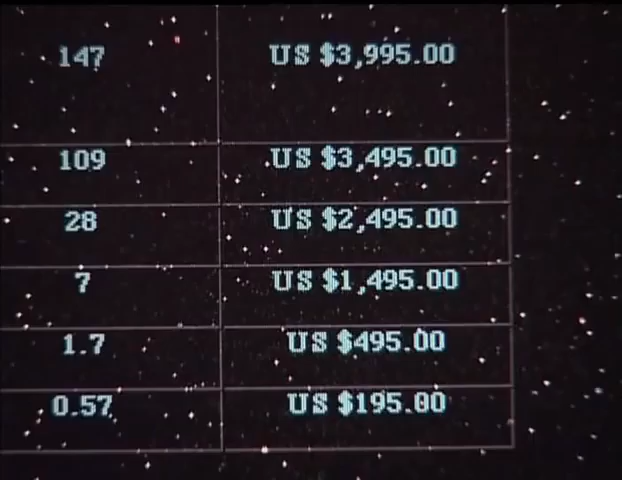 147 US $3,995.00
109 US $3,495.00
28 US $2,495.00
7 US $1,495.00
1.7 US $495.00
0.57 US $195.00